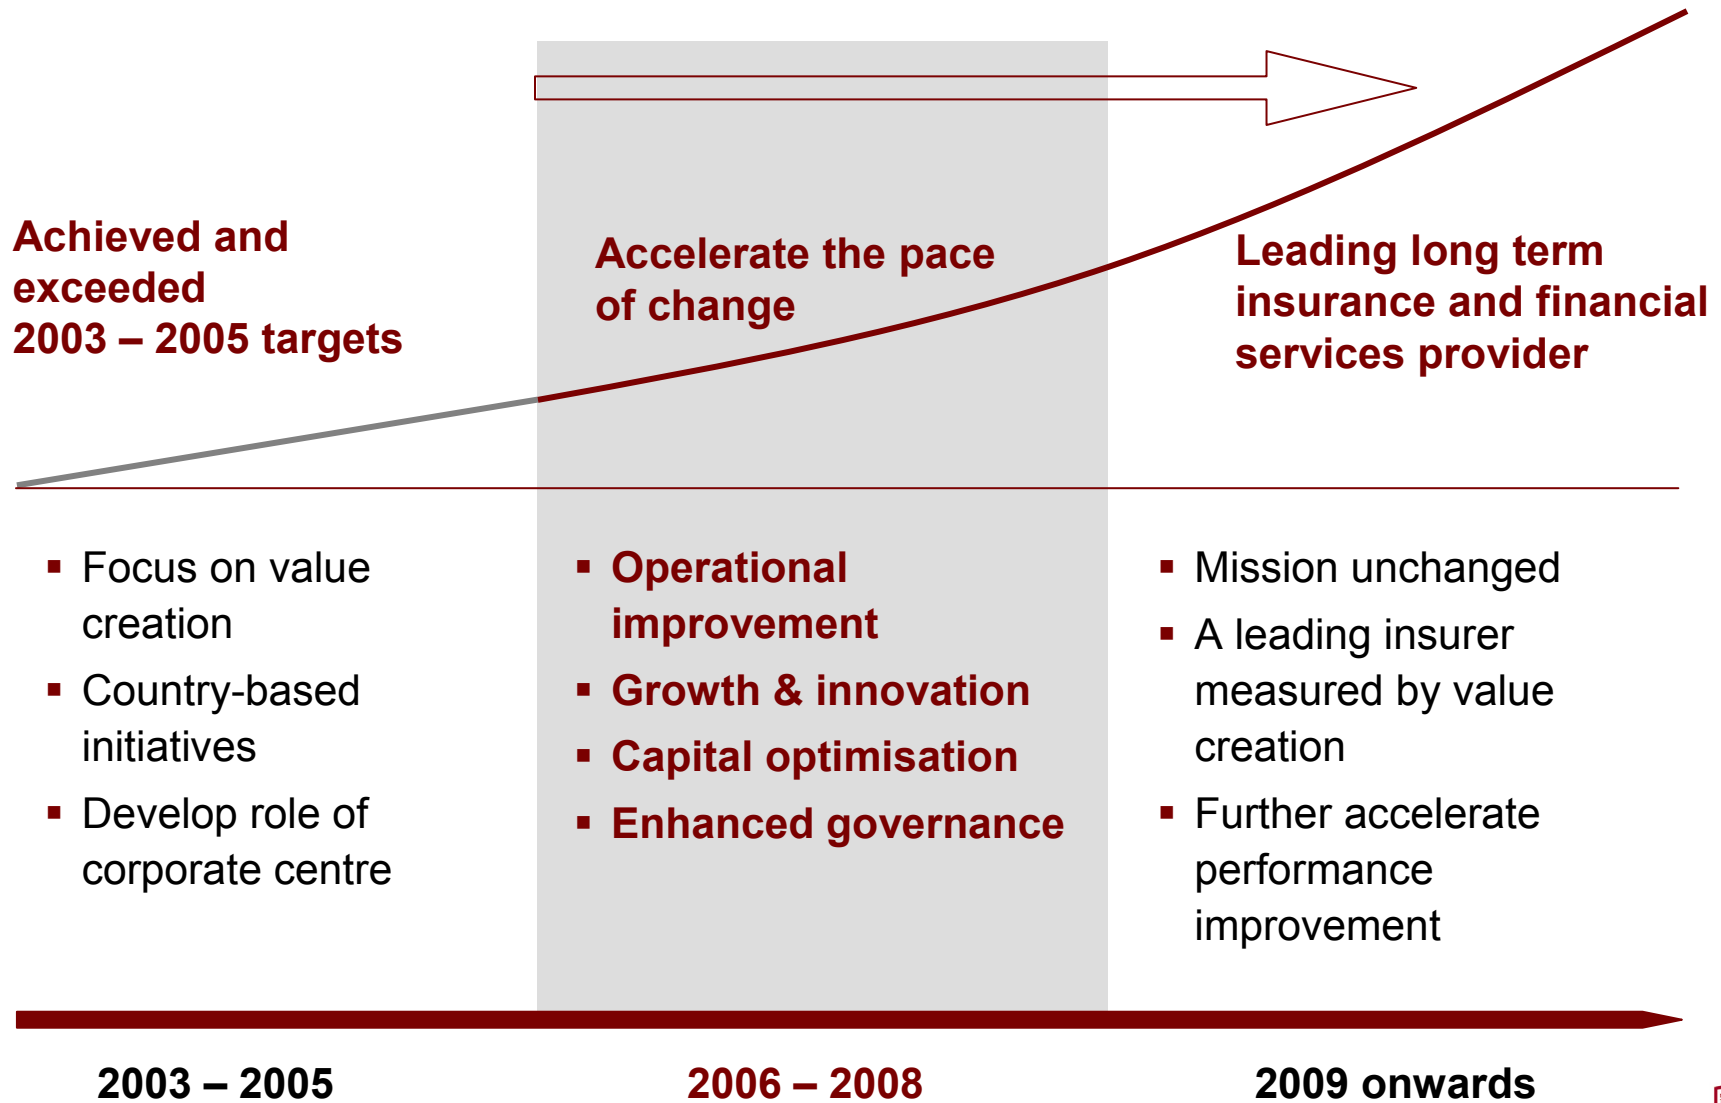 Achieved and
exceeded
2003 – 2005 targets
Accelerate the pace
of change
Leading long term
insurance and financial
services provider
▪ Focus on value
creation
▪ Country-based
initiatives
▪ Develop role of
corporate centre
▪ Operational
improvement
▪ Growth & innovation
▪ Capital optimisation
▪ Enhanced governance
▪ Mission unchanged
▪ A leading insurer
measured by value
creation
▪ Further accelerate
performance
improvement
2003 – 2005
2006 – 2008
2009 onwards